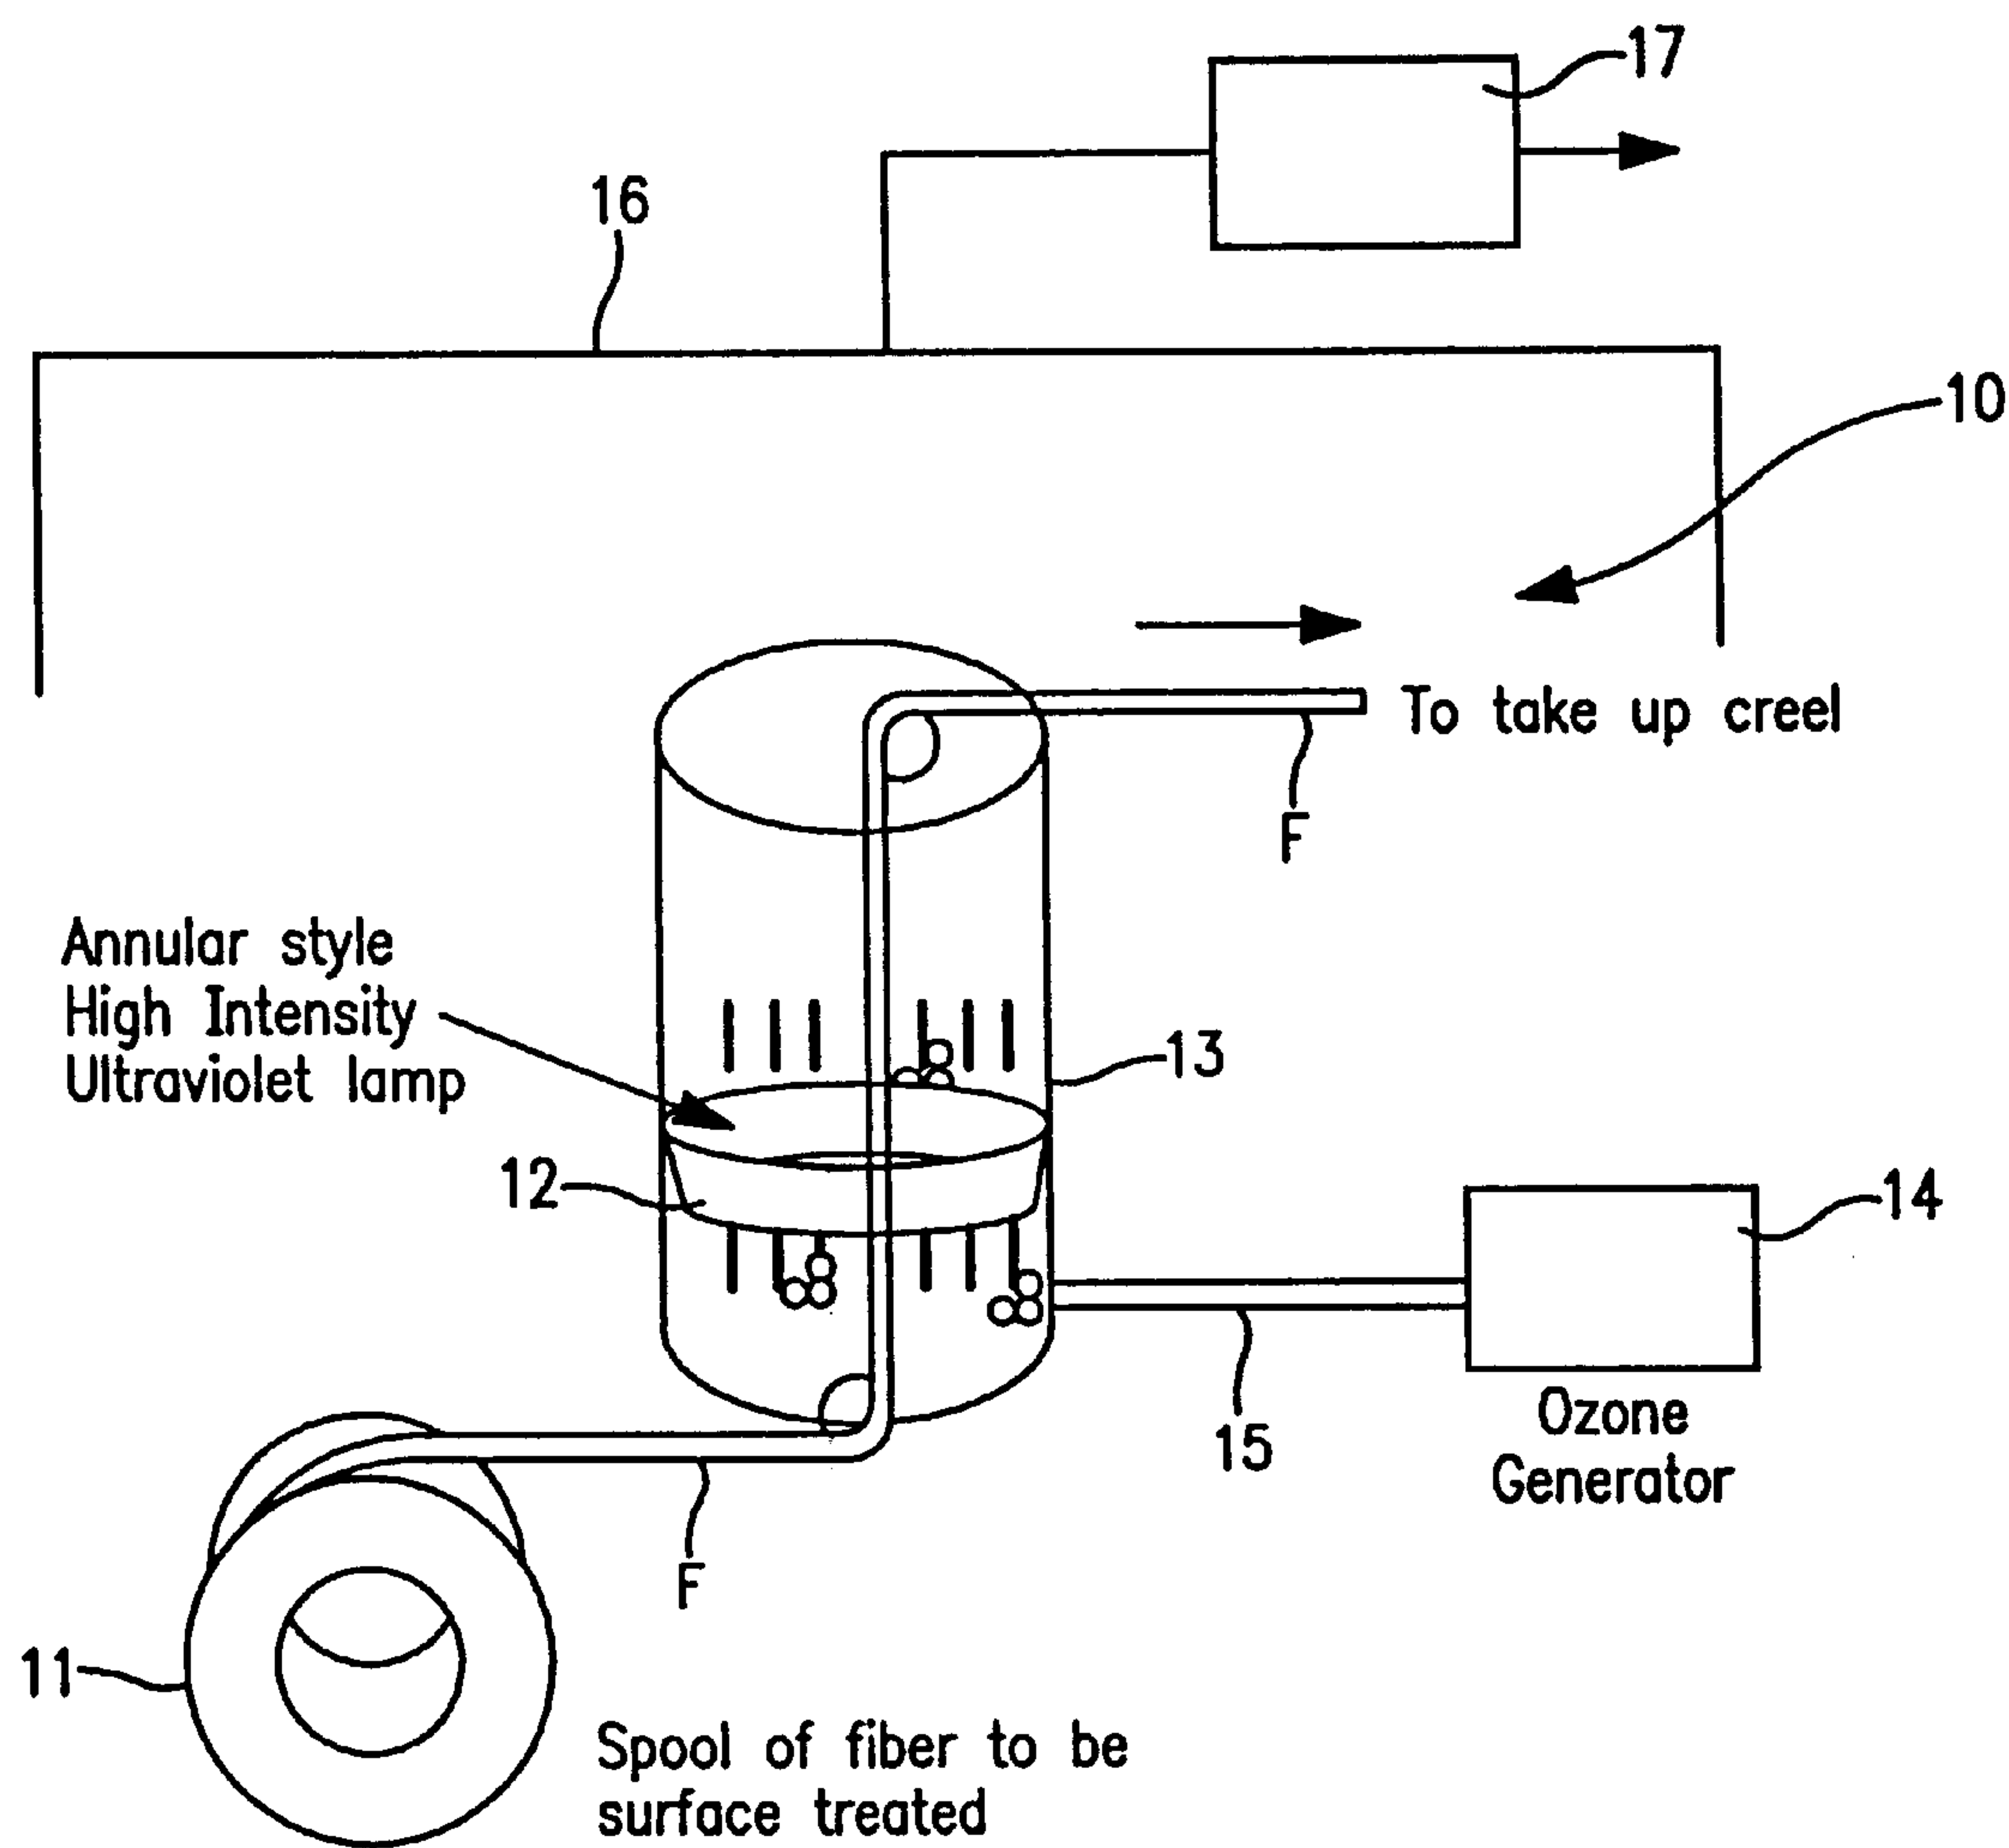 17
16
10
To take up creel
F
Annular style
High Intensity
Ultraviolet lamp
13
12
14
15
Ozone
Generator
F
11
Spool of fiber to be
surface treated